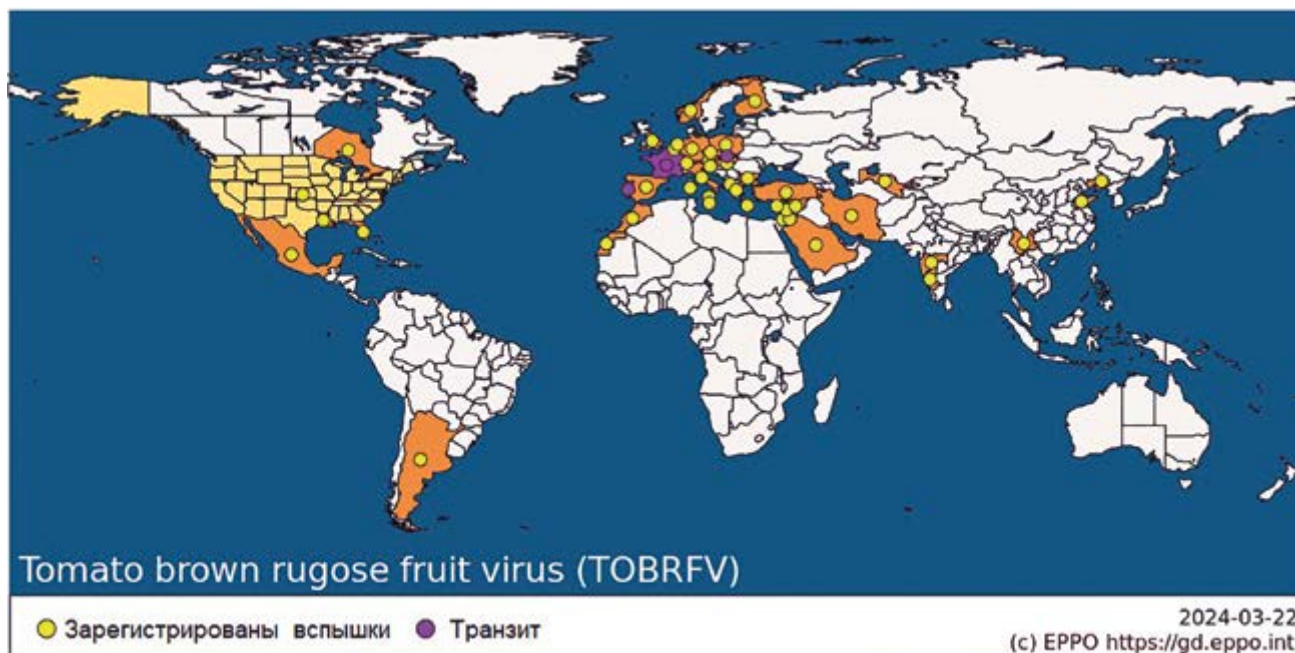 Tomato brown rugose fruit virus (TOBRFV)
Зарегистрированы вспышки Транзит
2024-03-22
(c) EPPO https://gd.eppo.int